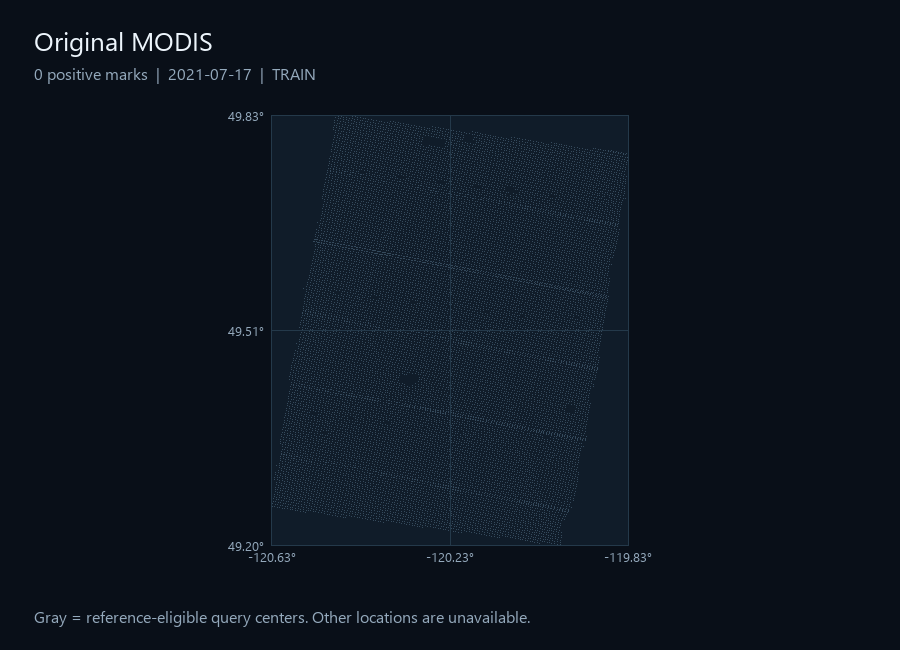 Original MODIS
0 positive marks | 2021-07-17 | TRAIN
49.83°
49.51°
49.20°
-120.63° -120.23° -119.83°
Gray = reference-eligible query centers. Other locations are unavailable.